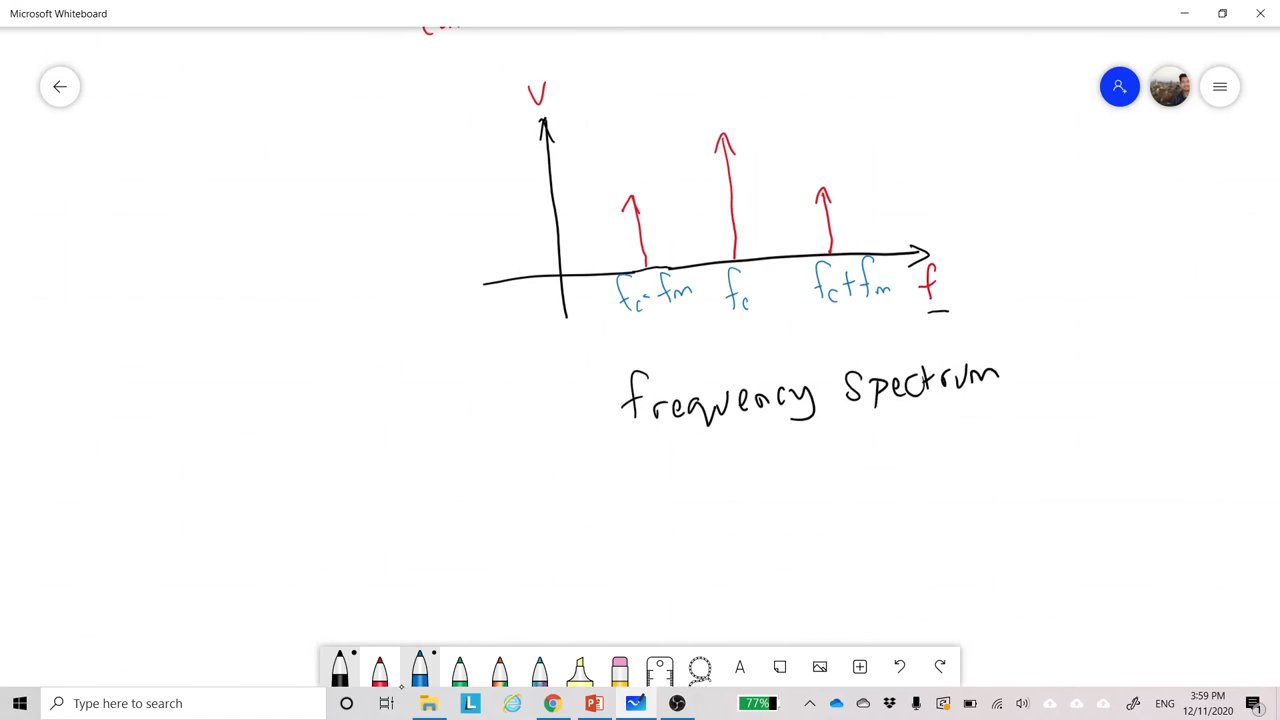 Microsoft Whiteboard
V
fc - fm fc fc + fm f
frequency spectrum
A
Type here to search
L
77%
ENG
3:59 PM
12/11/2020
1